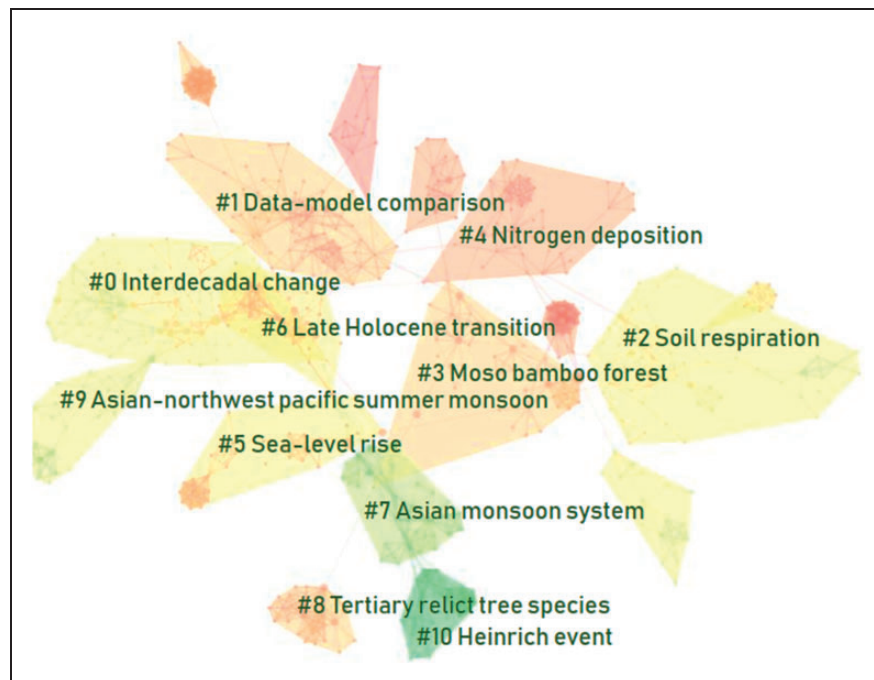 #1 Data-model comparison
#4 Nitrogen deposition
#0 Interdecadal change
#6 Late Holocene transition
#2 Soil respiration
#3 Moso bamboo forest
#9 Asian-northwest pacific summer monsoon
#5 Sea-level rise
#7 Asian monsoon system
#8 Tertiary relict tree species
#10 Heinrich event